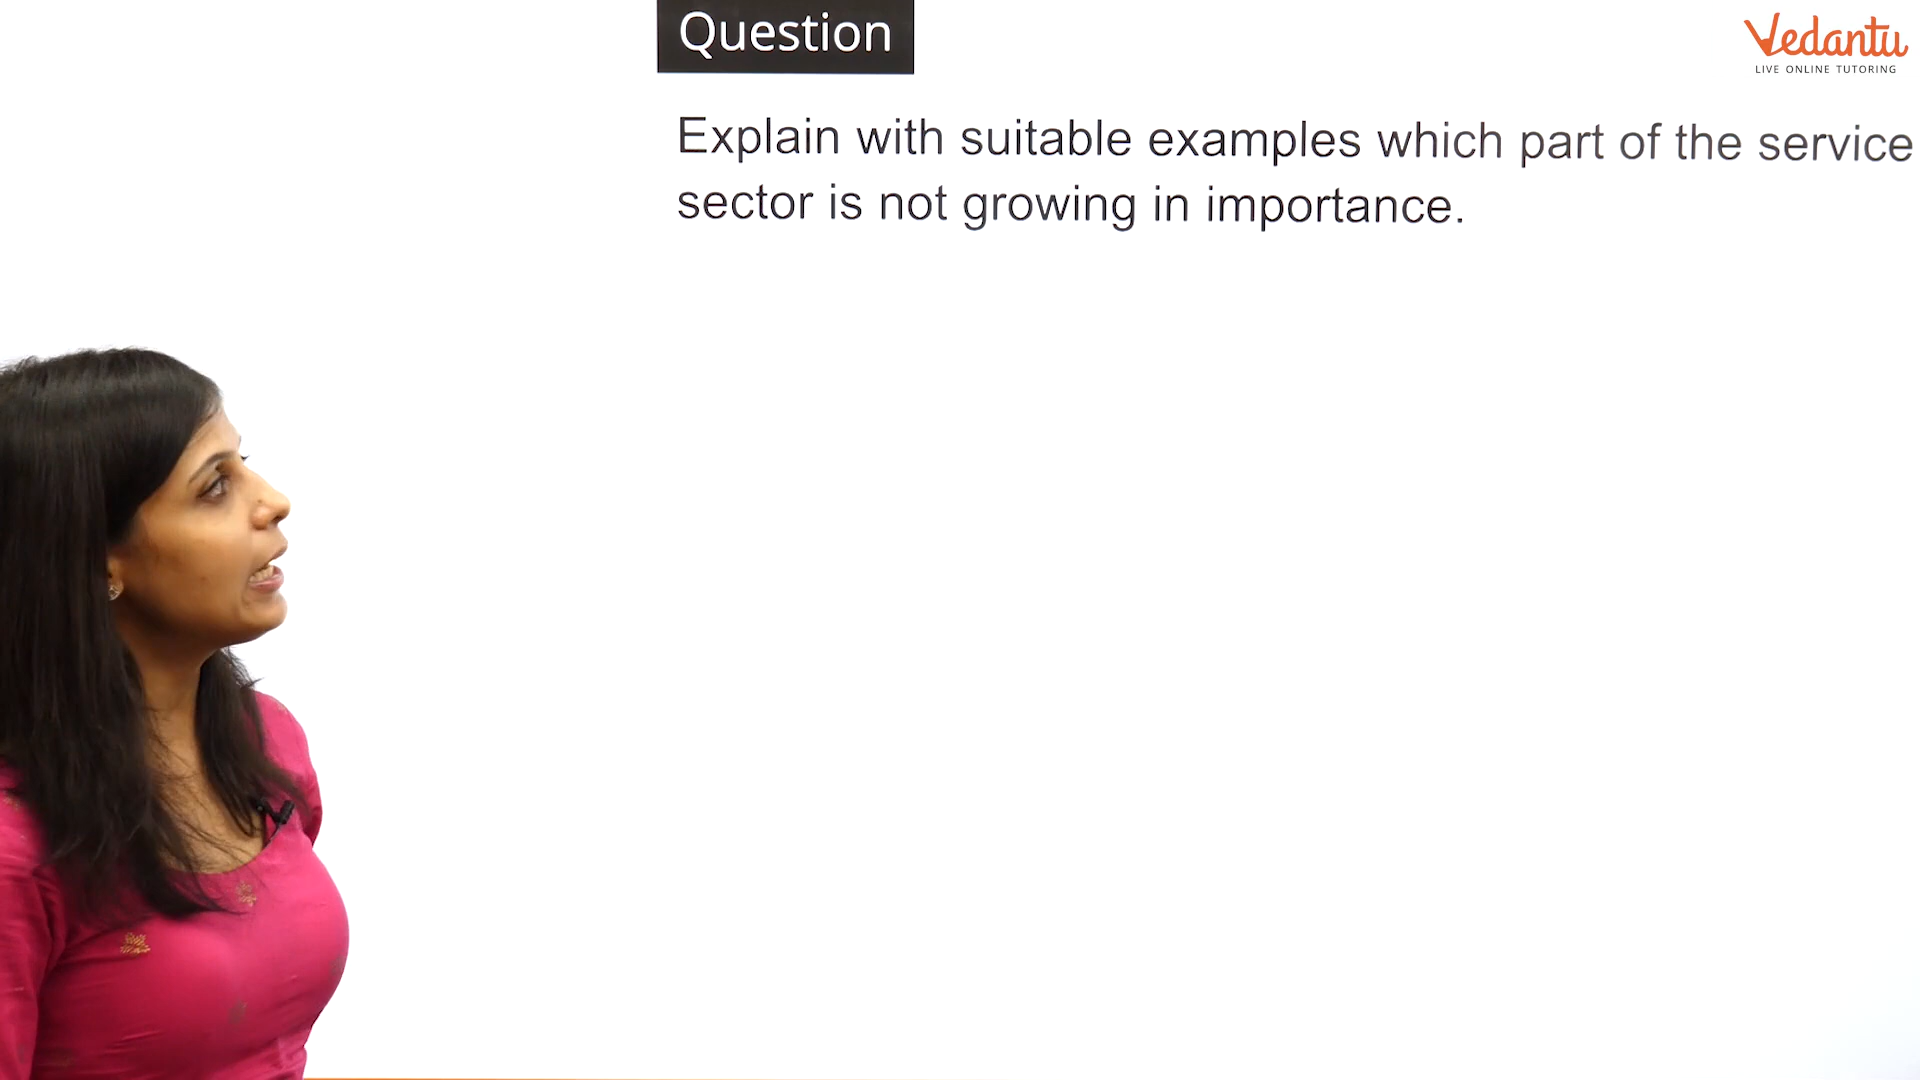 Question
Vedantu
LIVE ONLINE TUTORING
Explain with suitable examples which part of the service
sector is not growing in importance.